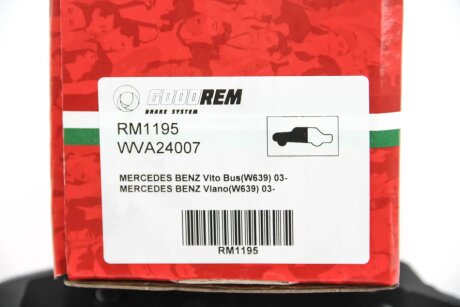 GOODREM
BRAKE SYSTEM
RM1195
WVA24007
MERCEDES BENZ Vito Bus(W639) 03-
MERCEDES BENZ Viano(W639) 03-
RM1195